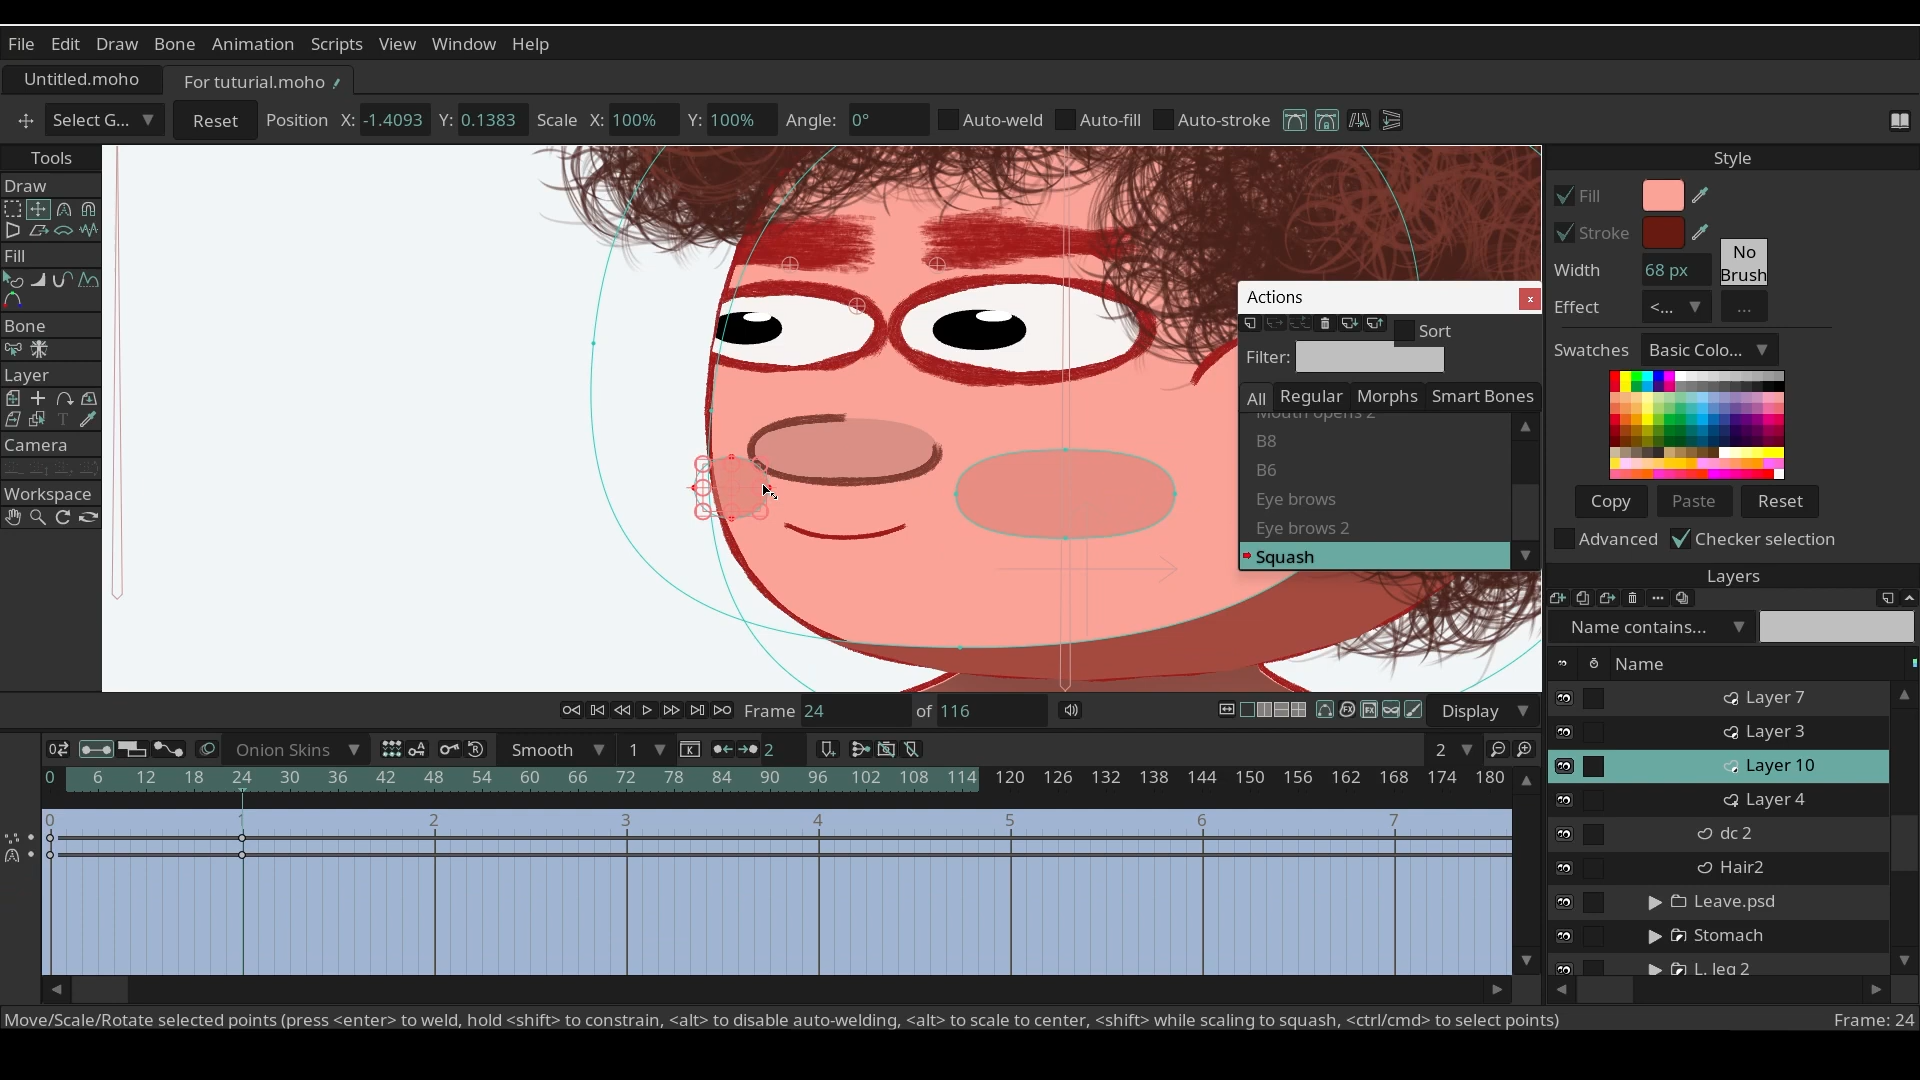 File Edit Draw Bone Animation Scripts View Window Help
Untitled.moho For tuturial.moho
Select G... Reset Position X: -1.4093 Y: 0.1383 Scale X: 100% Y: 100% Angle: 0° Auto-weld Auto-fill Auto-stroke
Tools
Draw
Fill
Bone
Layer
Camera
Workspace
Style
Fill
Stroke
No Brush
Width 68 px
Effect <... ...
Swatches Basic Colo...
Copy Paste Reset
Advanced Checker selection
Actions
Sort
Filter:
All Regular Morphs Smart Bones
Mouth opens 2
B8
B6
Eye brows
Eye brows 2
Squash
Layers
Name contains...
Name
Layer 7
Layer 3
Layer 10
Layer 4
dc 2
Hair2
Leave.psd
Stomach
L. leg 2
Frame 24 of 116 Display
Onion Skins Smooth 1 2 2
0 6 12 18 24 30 36 42 48 54 60 66 72 78 84 90 96 102 108 114 120 126 132 138 144 150 156 162 168 174 180
0 1 2 3 4 5 6 7
Move/Scale/Rotate selected points (press <enter> to weld, hold <shift> to constrain, <alt> to disable auto-welding, <alt> to scale to center, <shift> while scaling to squash, <ctrl/cmd> to select points) Frame: 24